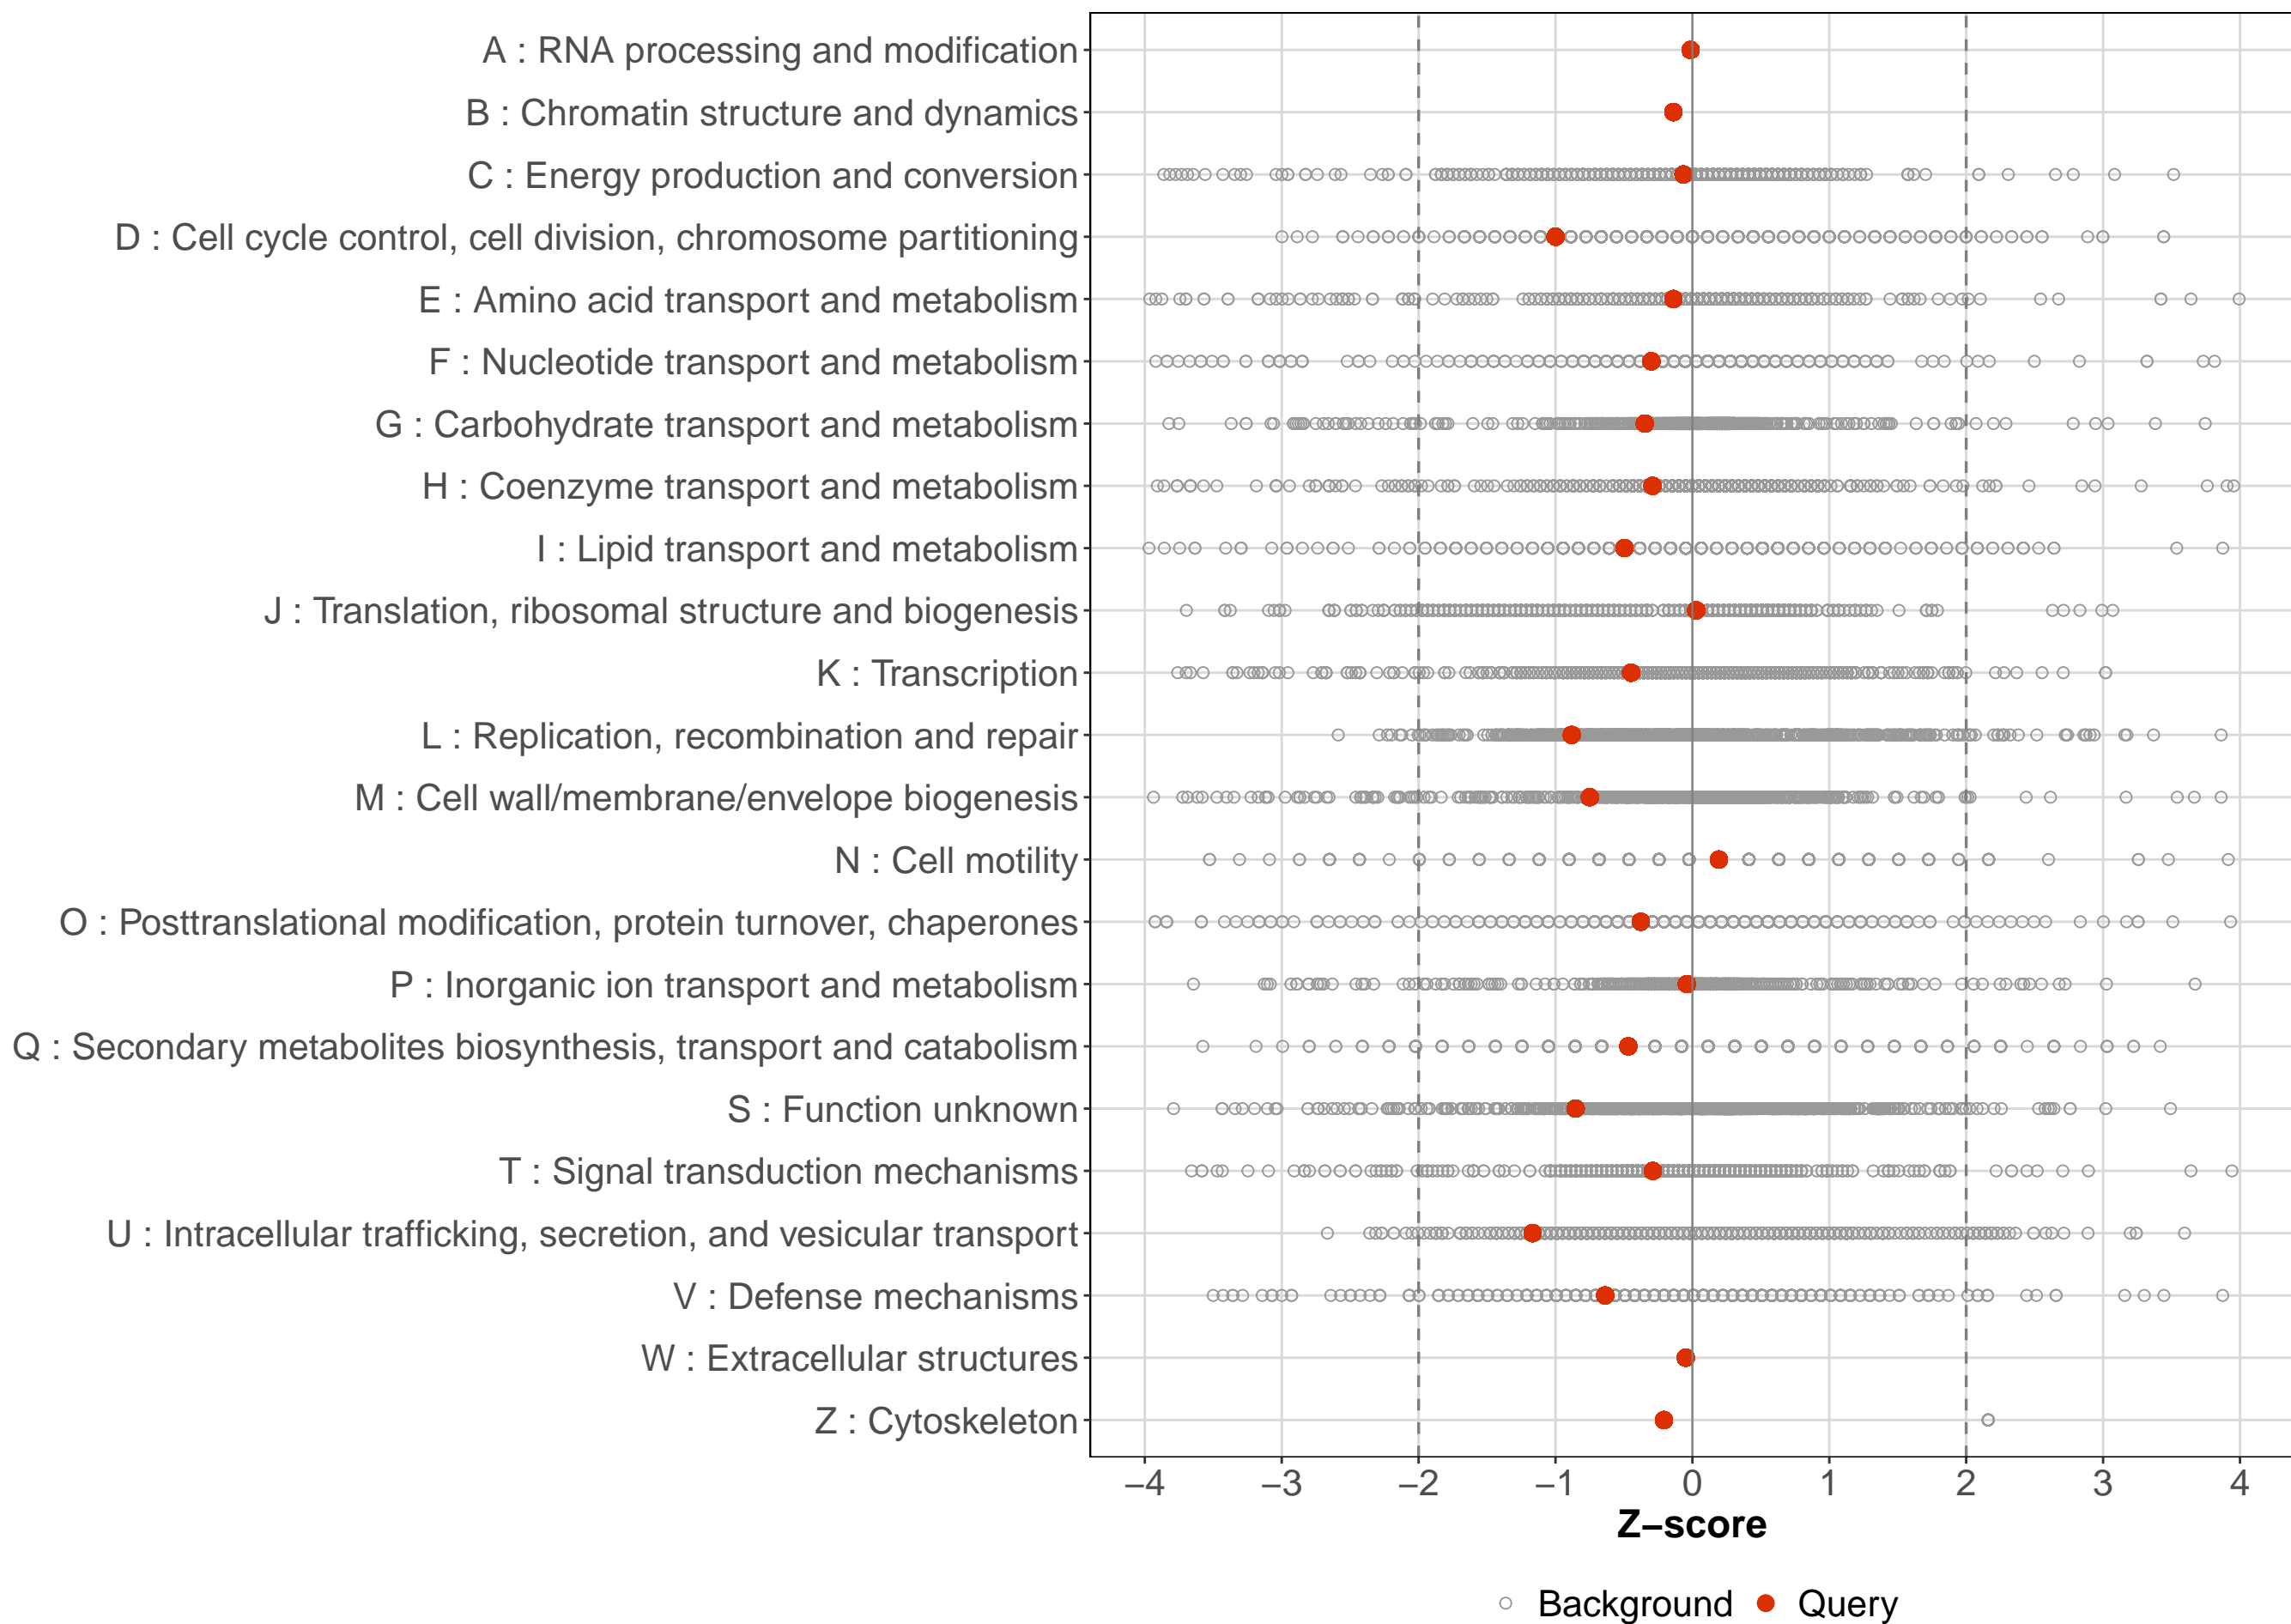 A : RNA processing and modification
B : Chromatin structure and dynamics
C : Energy production and conversion
D : Cell cycle control, cell division, chromosome partitioning
E : Amino acid transport and metabolism
F : Nucleotide transport and metabolism
G : Carbohydrate transport and metabolism
H : Coenzyme transport and metabolism
I : Lipid transport and metabolism
J : Translation, ribosomal structure and biogenesis
K : Transcription
L : Replication, recombination and repair
M : Cell wall/membrane/envelope biogenesis
N : Cell motility
O : Posttranslational modification, protein turnover, chaperones
P : Inorganic ion transport and metabolism
Q : Secondary metabolites biosynthesis, transport and catabolism
S : Function unknown
T : Signal transduction mechanisms
U : Intracellular trafficking, secretion, and vesicular transport
V : Defense mechanisms
W : Extracellular structures
Z : Cytoskeleton
−4 −3 −2 −1 0 1 2 3 4
Z−score
Background Query